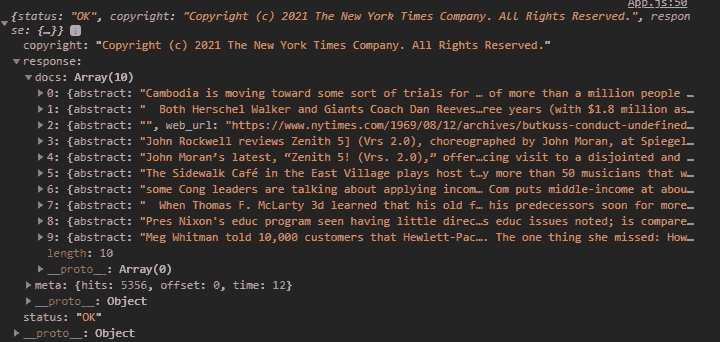 App.js:50
{status: "OK", copyright: "Copyright (c) 2021 The New York Times Company. All Rights Reserved.", respon
se: {…}} i
copyright: "Copyright (c) 2021 The New York Times Company. All Rights Reserved."
response:
docs: Array(10)
0: {abstract: "Cambodia is moving toward some sort of trials for … of more than a million people …
1: {abstract: "  Both Herschel Walker and Giants Coach Dan Reeves…ree years (with $1.8 million as…
2: {abstract: "", web_url: "https://www.nytimes.com/1969/08/12/archives/butkuss-conduct-undefined…
3: {abstract: "John Rockwell reviews Zenith 5] (Vrs 2.0), choreographed by John Moran, at Spiegel…
4: {abstract: "John Moran's latest, “Zenith 5! (Vrs. 2.0),” offer…cing visit to a disjointed and …
5: {abstract: "The Sidewalk Café in the East Village plays host t…y more than 50 musicians that w…
6: {abstract: "some Cong leaders are talking about applying incom… Com puts middle-income at abou…
7: {abstract: "  When Thomas F. McLarty 3d learned that his old f… his predecessors soon for more…
8: {abstract: "Pres Nixon's educ program seen having little direc…s educ issues noted; is compare…
9: {abstract: "Meg Whitman told 10,000 customers that Hewlett-Pac…. The one thing she missed: How…
length: 10
__proto__: Array(0)
meta: {hits: 5356, offset: 0, time: 12}
__proto__: Object
status: "OK"
__proto__: Object